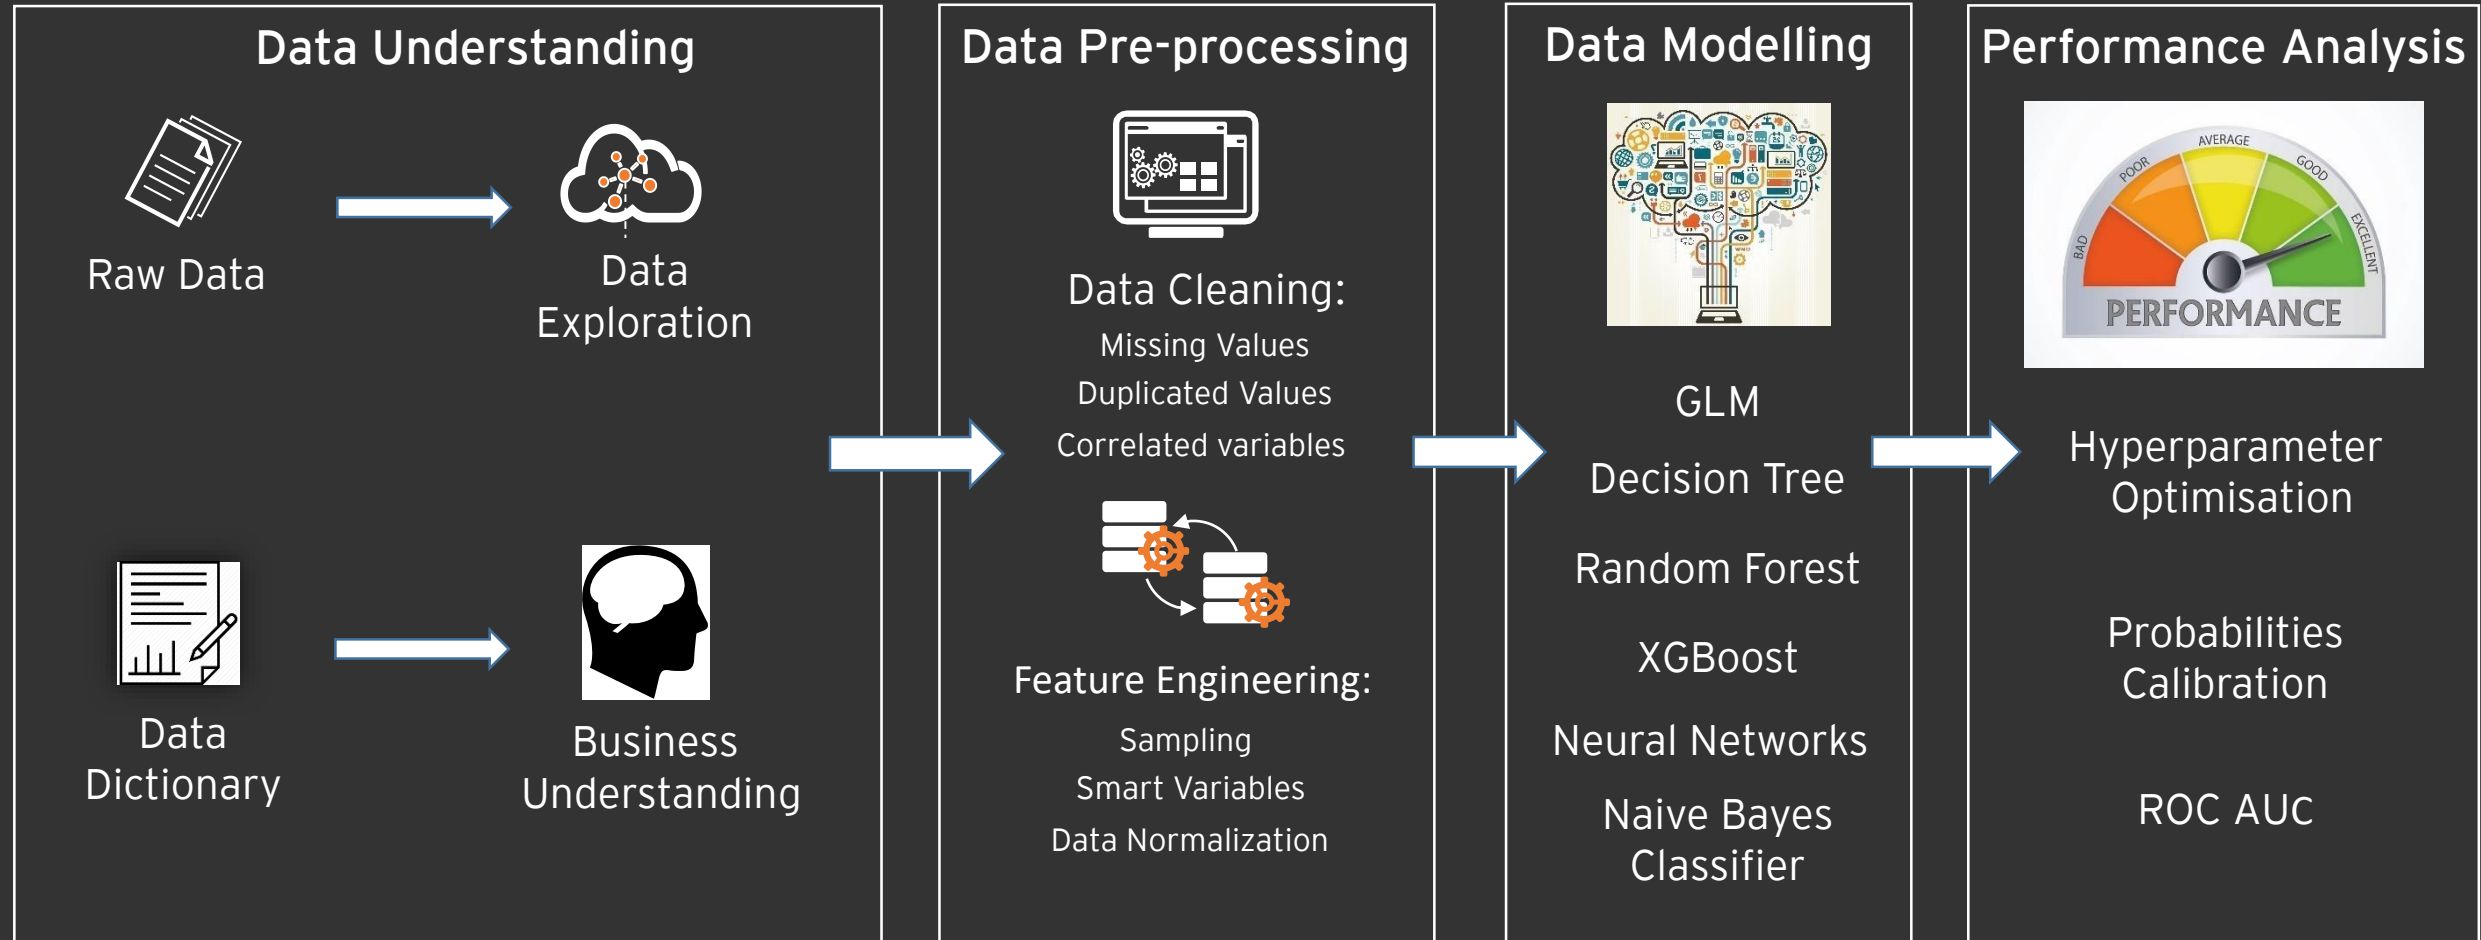 Data Understanding
Raw Data
Data
Exploration
Data
Dictionary
Business
Understanding
Data Pre-processing
Data Cleaning:
Missing Values
Duplicated Values
Correlated variables
Feature Engineering:
Sampling
Smart Variables
Data Normalization
Data Modelling
GLM
Decision Tree
Random Forest
XGBoost
Neural Networks
Naive Bayes
Classifier
Performance Analysis
BAD
POOR
AVERAGE
GOOD
EXCELLENT
PERFORMANCE
Hyperparameter
Optimisation
Probabilities
Calibration
ROC AUC